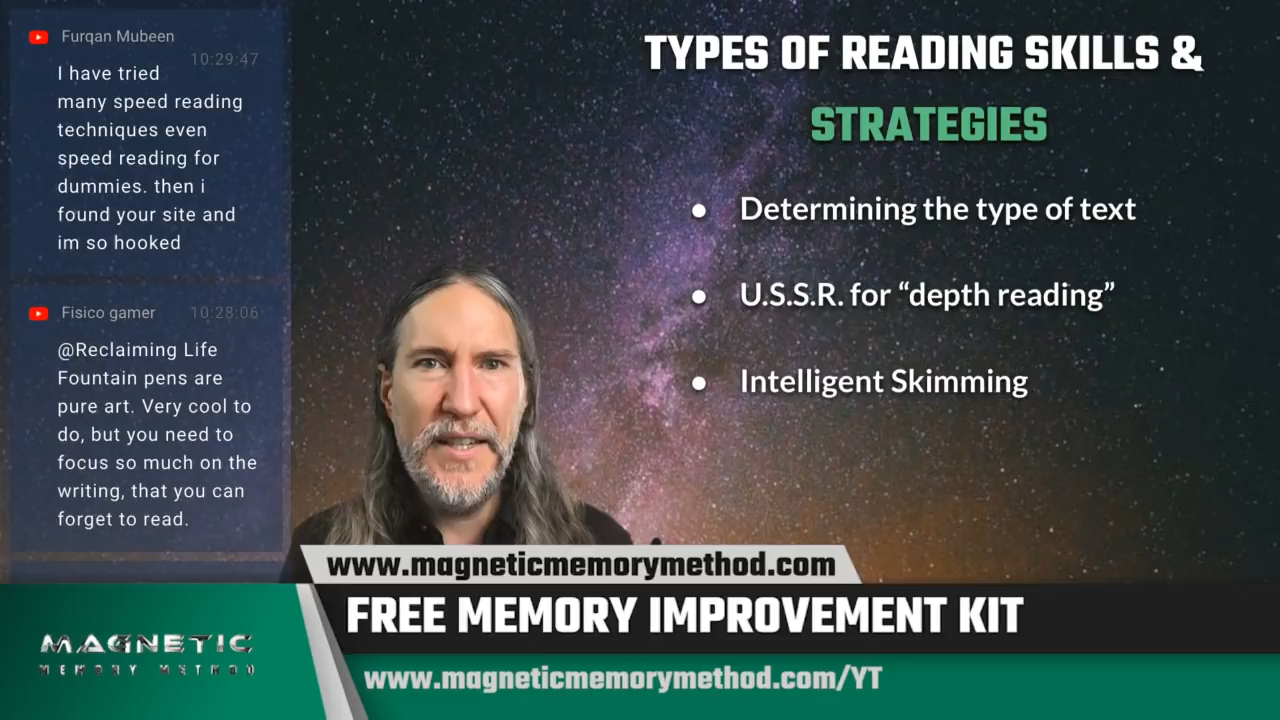 Furqan Mubeen
10:29:47
I have tried
many speed reading
techniques even
speed reading for
dummies. then i
found your site and
im so hooked
Fisico gamer 10:28:06
@Reclaiming Life
Fountain pens are
pure art. Very cool to
do, but you need to
focus so much on the
writing, that you can
forget to read.
TYPES OF READING SKILLS &
STRATEGIES
● Determining the type of text
● U.S.S.R. for “depth reading”
● Intelligent Skimming
www.magneticmemorymethod.com
FREE MEMORY IMPROVEMENT KIT
www.magneticmemorymethod.com/YT
MAGNETIC
MEMORY METHOD